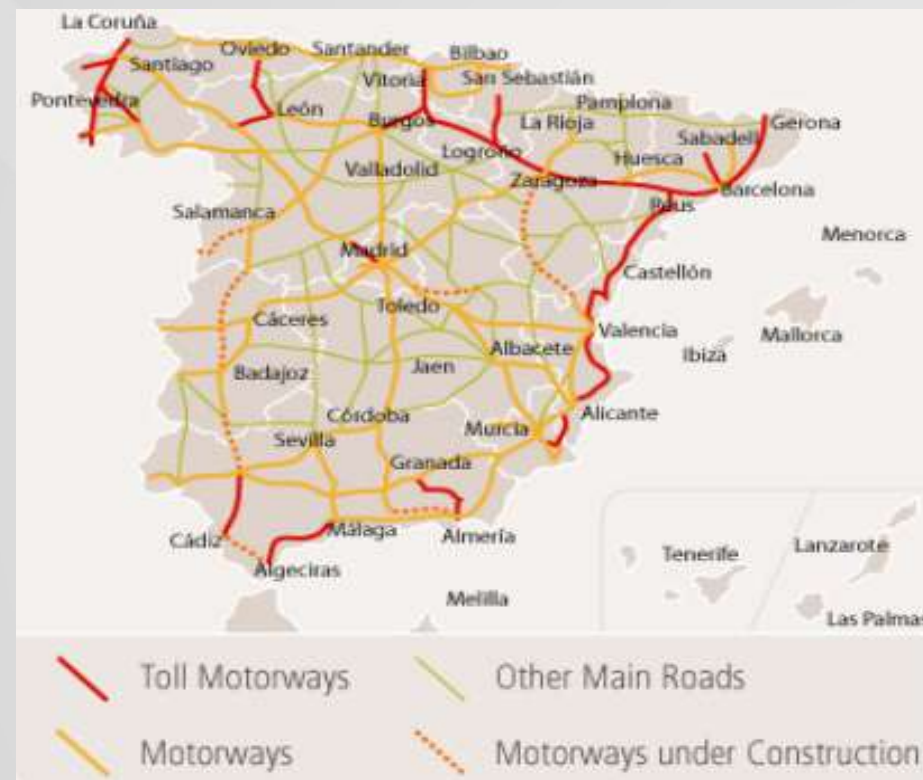 La Coruña
Oviedo
Santander
Bilbao
Santiago
Vitoria
San Sebastián
Pontevedra
León
Pamplona
Burgos
La Rioja
Gerona
Sabadell
Logroño
Huesca
Valladolid
Zaragoza
Barcelona
Reus
Salamanca
Menorca
Madrid
Castellón
Toledo
Cáceres
Valencia
Mallorca
Albacete
Ibiza
Badajoz
Jaen
Córdoba
Alicante
Murcia
Sevilla
Granada
Málaga
Almería
Cádiz
Algeciras
Tenerife
Lanzarote
Melilla
Las Palmas
Toll Motorways
Other Main Roads
Motorways
Motorways under Construction